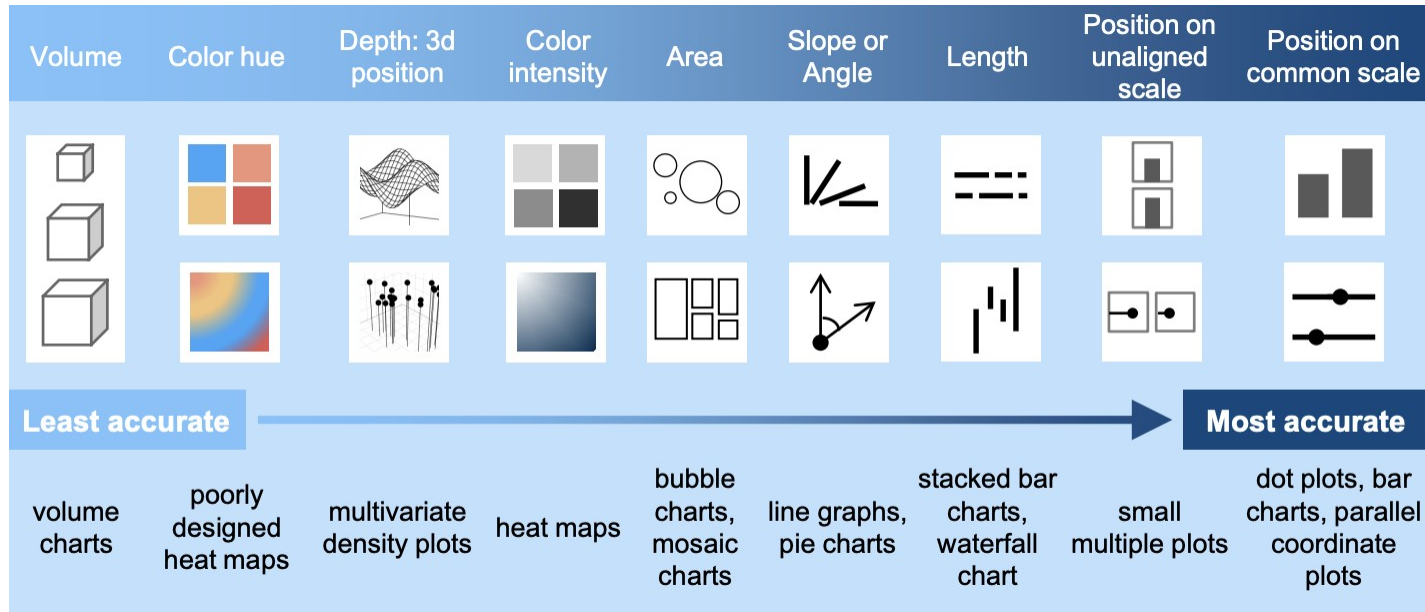 Volume
Color hue
Depth: 3d
position
Color
intensity
Area
Slope or
Angle
Length
Position on
unaligned
scale
Position on
common scale
Least accurate
Most accurate
volume
charts
poorly
designed
heat maps
multivariate
density plots
heat maps
bubble
charts,
mosaic
charts
line graphs,
pie charts
stacked bar
charts,
waterfall
chart
small
multiple plots
dot plots, bar
charts, parallel
coordinate
plots